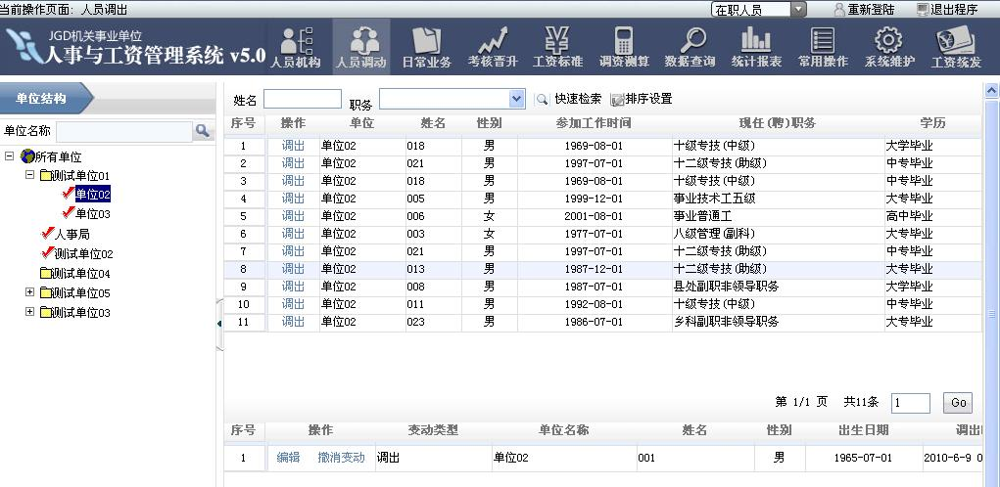 当前操作页面: 人员调出 在职人员 重新登陆 退出程序
JGD机关事业单位
人事与工资管理系统 v5.0
人员机构 人员调动 日常业务 考核晋升 工资标准 调资测算 数据查询 统计报表 常用操作 系统维护 工资续发
单位结构
单位名称
所有单位
测试单位01
单位02
单位03
人事局
测试单位02
测试单位04
测试单位05
测试单位03
姓名 职务 快速检索 排序设置
序号 操作 单位 姓名 性别 参加工作时间 现任(聘)职务 学历
1 调出 单位02 018 男 1969-08-01 十级专技(中级) 大学毕业
2 调出 单位02 021 男 1997-07-01 十二级专技(助级) 中专毕业
3 调出 单位02 018 男 1969-08-01 十级专技(中级) 中专毕业
4 调出 单位02 005 男 1999-12-01 事业技术工五级 大专毕业
5 调出 单位02 006 女 2001-08-01 事业普通工 高中毕业
6 调出 单位02 003 女 1977-07-01 八级管理(副科) 大专毕业
7 调出 单位02 021 男 1997-07-01 十二级专技(助级) 中专毕业
8 调出 单位02 013 男 1987-12-01 十二级专技(助级) 大专毕业
9 调出 单位02 008 男 1987-07-01 县处副职非领导职务 大学毕业
10 调出 单位02 011 男 1992-08-01 十级专技(中级) 中专毕业
11 调出 单位02 023 男 1986-07-01 乡科副职非领导职务 大专毕业
第 1/1 页 共11条 1 Go
序号 操作 变动类型 单位名称 姓名 性别 出生日期 调出
1 编辑 撤消变动 调出 单位02 001 男 1965-07-01 2010-6-9 0